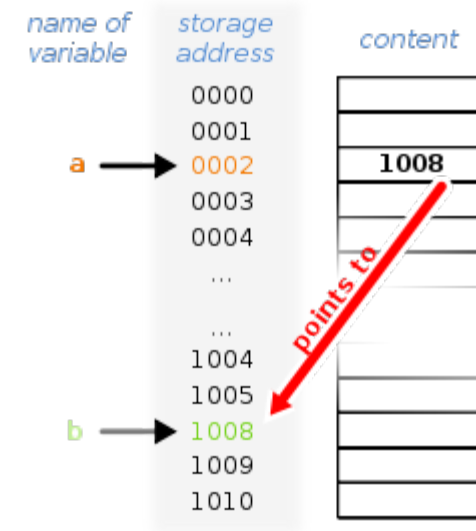 name of variable
storage address
content
0000
0001
a 0002 1008
0003
0004
...
points to
...
1004
1005
b 1008
1009
1010